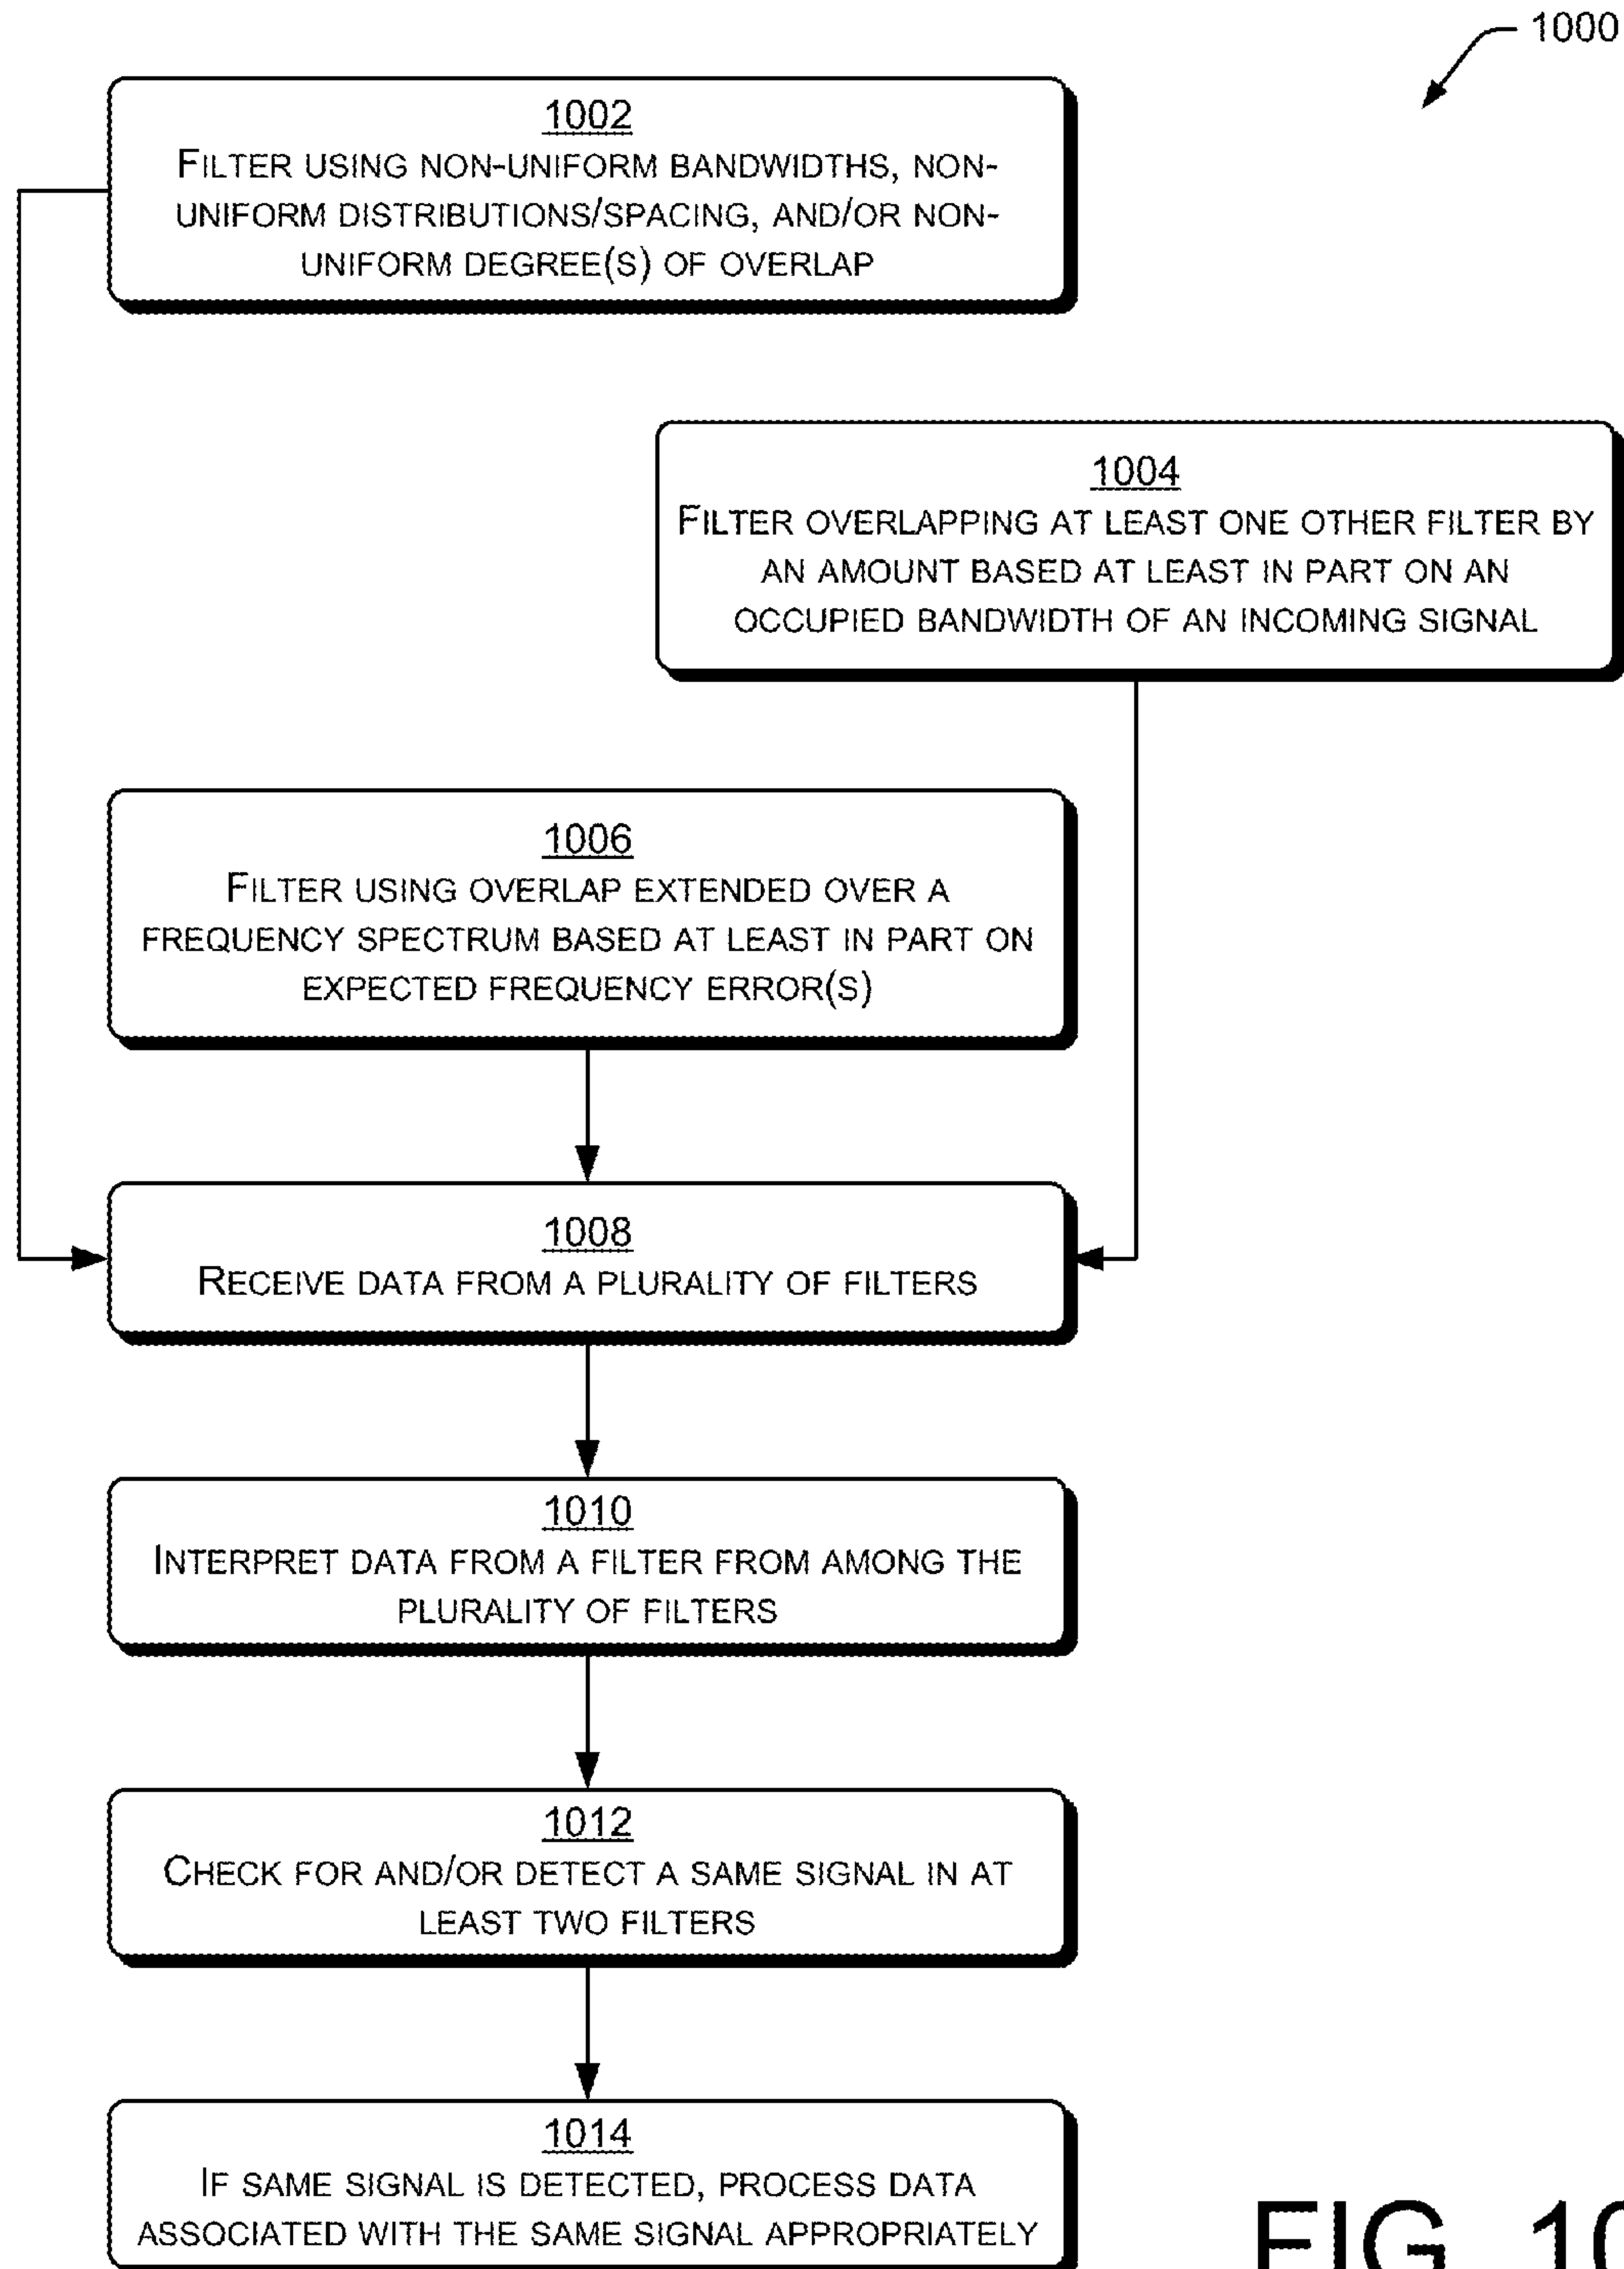 1000
1002
FILTER USING NON-UNIFORM BANDWIDTHS, NON-
UNIFORM DISTRIBUTIONS/SPACING, AND/OR NON-
UNIFORM DEGREE(S) OF OVERLAP
1004
FILTER OVERLAPPING AT LEAST ONE OTHER FILTER BY
AN AMOUNT BASED AT LEAST IN PART ON AN
OCCUPIED BANDWIDTH OF AN INCOMING SIGNAL
1006
FILTER USING OVERLAP EXTENDED OVER A
FREQUENCY SPECTRUM BASED AT LEAST IN PART ON
EXPECTED FREQUENCY ERROR(S)
1008
RECEIVE DATA FROM A PLURALITY OF FILTERS
1010
INTERPRET DATA FROM A FILTER FROM AMONG THE
PLURALITY OF FILTERS
1012
CHECK FOR AND/OR DETECT A SAME SIGNAL IN AT
LEAST TWO FILTERS
1014
IF SAME SIGNAL IS DETECTED, PROCESS DATA
ASSOCIATED WITH THE SAME SIGNAL APPROPRIATELY
FIG. 10